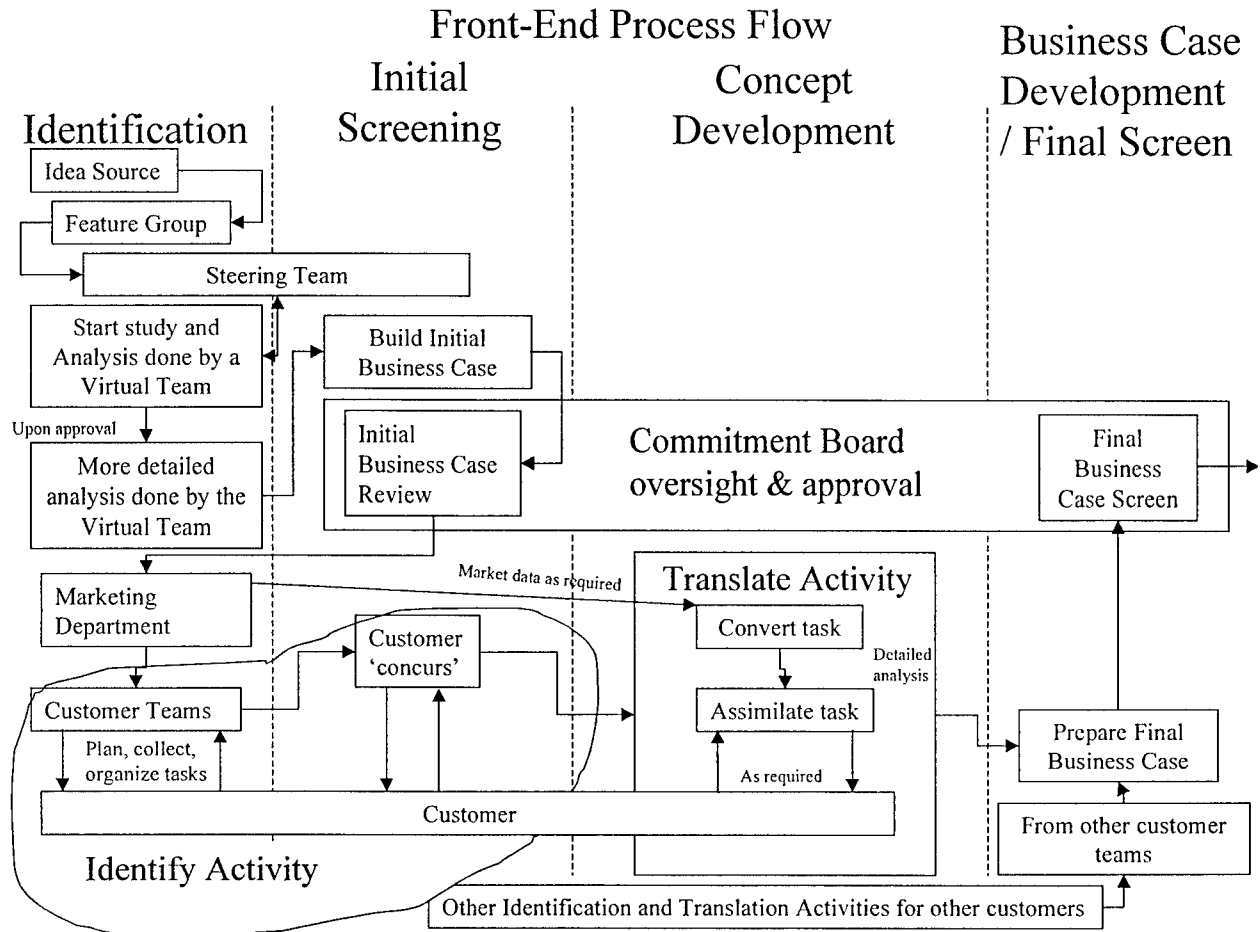 Front-End Process Flow
Identification
Initial
Screening
Concept
Development
Business Case
Development
/ Final Screen
Idea Source
Feature Group
Steering Team
Start study and
Analysis done by a
Virtual Team
Upon approval
More detailed
analysis done by the
Virtual Team
Build Initial
Business Case
Initial
Business Case
Review
Commitment Board
oversight & approval
Final
Business
Case Screen
Marketing
Department
Market data as required
Translate Activity
Convert task
Detailed
analysis
Customer
'concurs'
Customer Teams
Assimilate task
Plan, collect,
organize tasks
As required
Prepare Final
Business Case
Customer
From other customer
teams
Identify Activity
Other Identification and Translation Activities for other customers